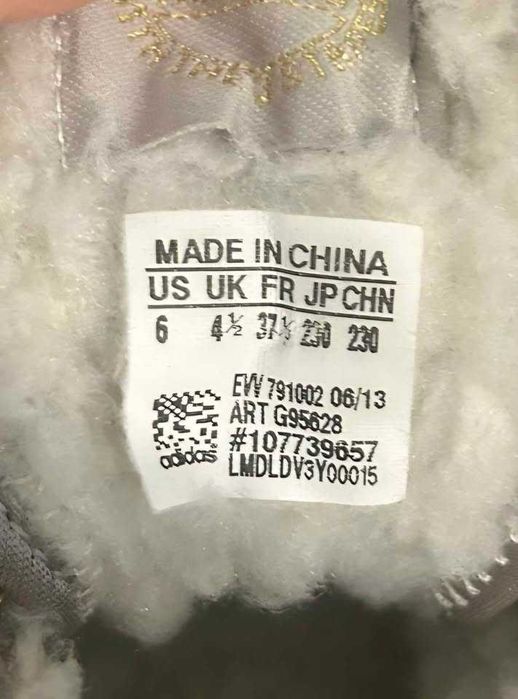 MADE IN CHINA
US UK FR JP CHN
6 4½ 37⅓ 230 230
EVV 791002 06/13
ART G95628
#107739657
adidas
LMDLDV3Y00015